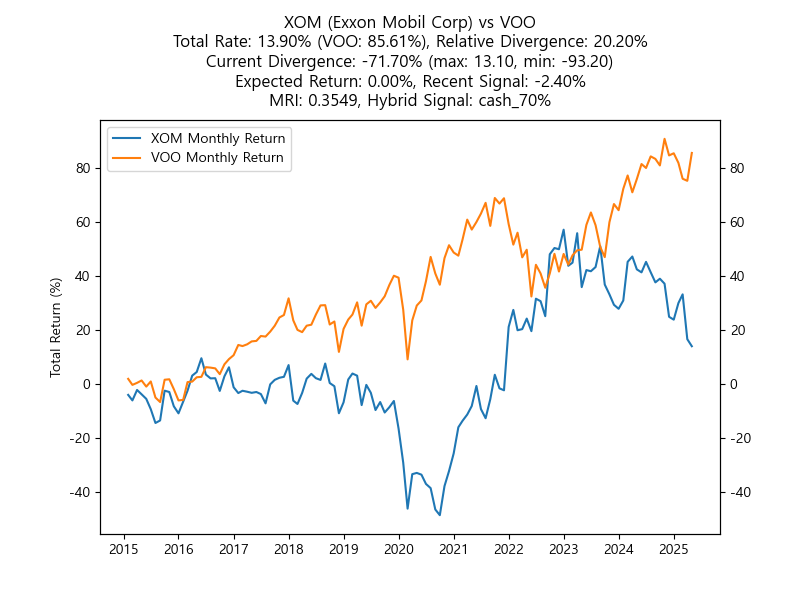 XOM (Exxon Mobil Corp) vs VOO
Total Rate: 13.90% (VOO: 85.61%), Relative Divergence: 20.20%
Current Divergence: -71.70% (max: 13.10, min: -93.20)
Expected Return: 0.00%, Recent Signal: -2.40%
MRI: 0.3549, Hybrid Signal: cash_70%
XOM Monthly Return
VOO Monthly Return
Total Return (%)
80
60
40
20
0
-20
-40
80
60
40
20
0
-20
-40
2015 2016 2017 2018 2019 2020 2021 2022 2023 2024 2025